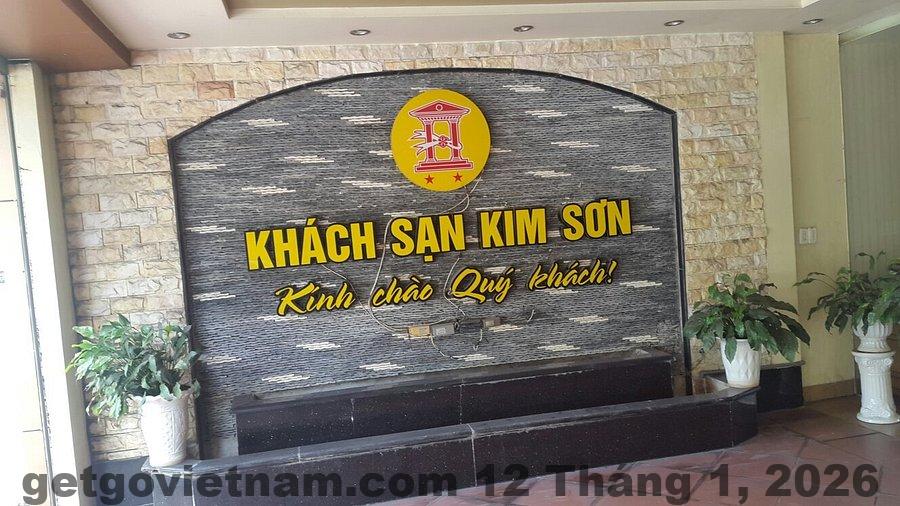 KHÁCH SẠN KIM SƠN
Kính chào Quý khách!
getgovietnam.com 12 Tháng 1, 2026